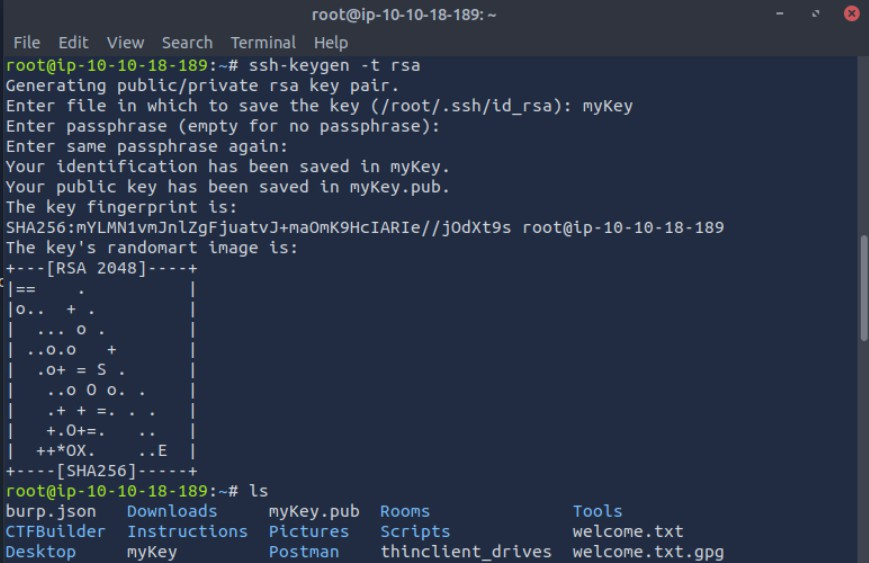 root@ip-10-10-18-189: ~
File Edit View Search Terminal Help
root@ip-10-10-18-189:~# ssh-keygen -t rsa
Generating public/private rsa key pair.
Enter file in which to save the key (/root/.ssh/id_rsa): myKey
Enter passphrase (empty for no passphrase):
Enter same passphrase again:
Your identification has been saved in myKey.
Your public key has been saved in myKey.pub.
The key fingerprint is:
SHA256:mYLMN1vmJnlZgFjuatvJ+maOmK9HcIARIe//jOdXt9s root@ip-10-10-18-189
The key's randomart image is:
+---[RSA 2048]----+
|==    .          |
|o..  + .         |
|  ... o .        |
| ..o.o   +       |
|  .o+ = S .      |
|   ..o O o. .    |
|   .+ + =. . .   |
|   +.O+=.   ..   |
|  ++*OX.    ..E  |
+----[SHA256]-----+
root@ip-10-10-18-189:~# ls
burp.json   Downloads     myKey.pub  Rooms              Tools
CTFBuilder  Instructions  Pictures   Scripts            welcome.txt
Desktop     myKey         Postman    thinclient_drives  welcome.txt.gpg